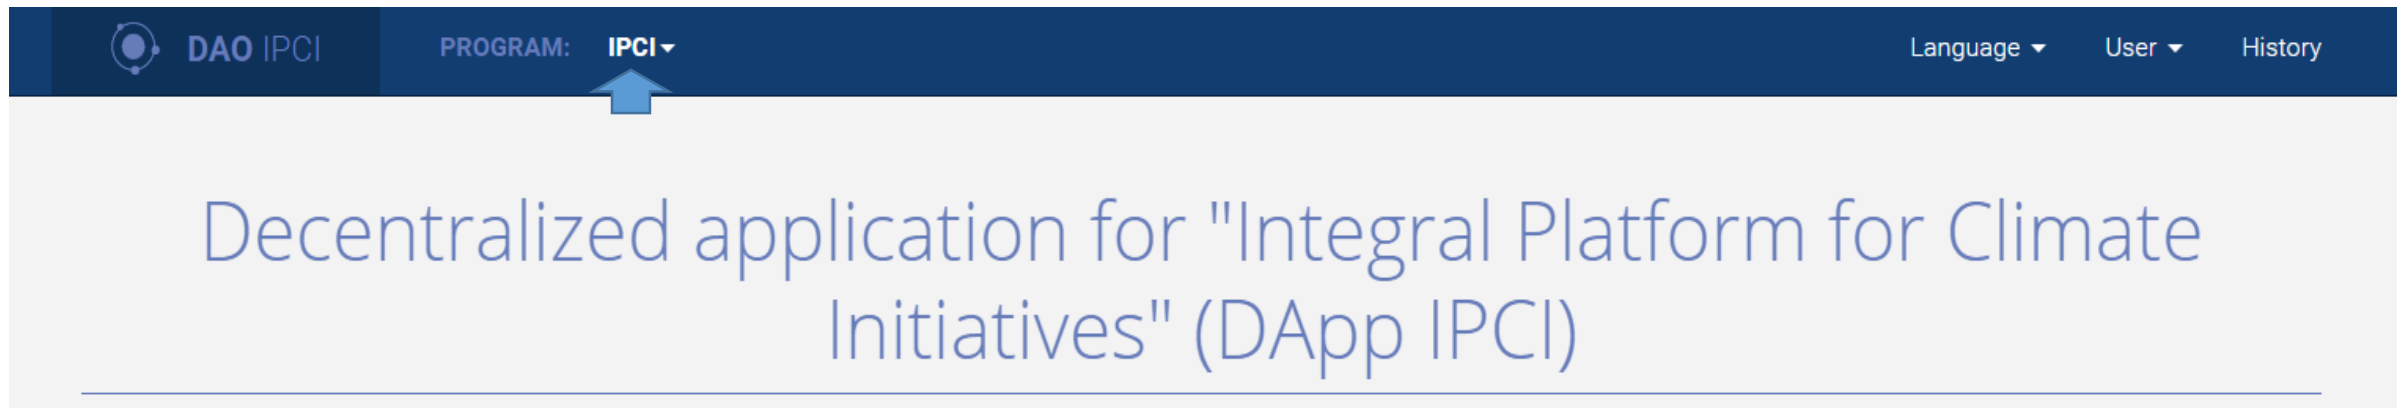 DAO IPCI PROGRAM: IPCI Language User History
Decentralized application for "Integral Platform for Climate
Initiatives" (DApp IPCI)